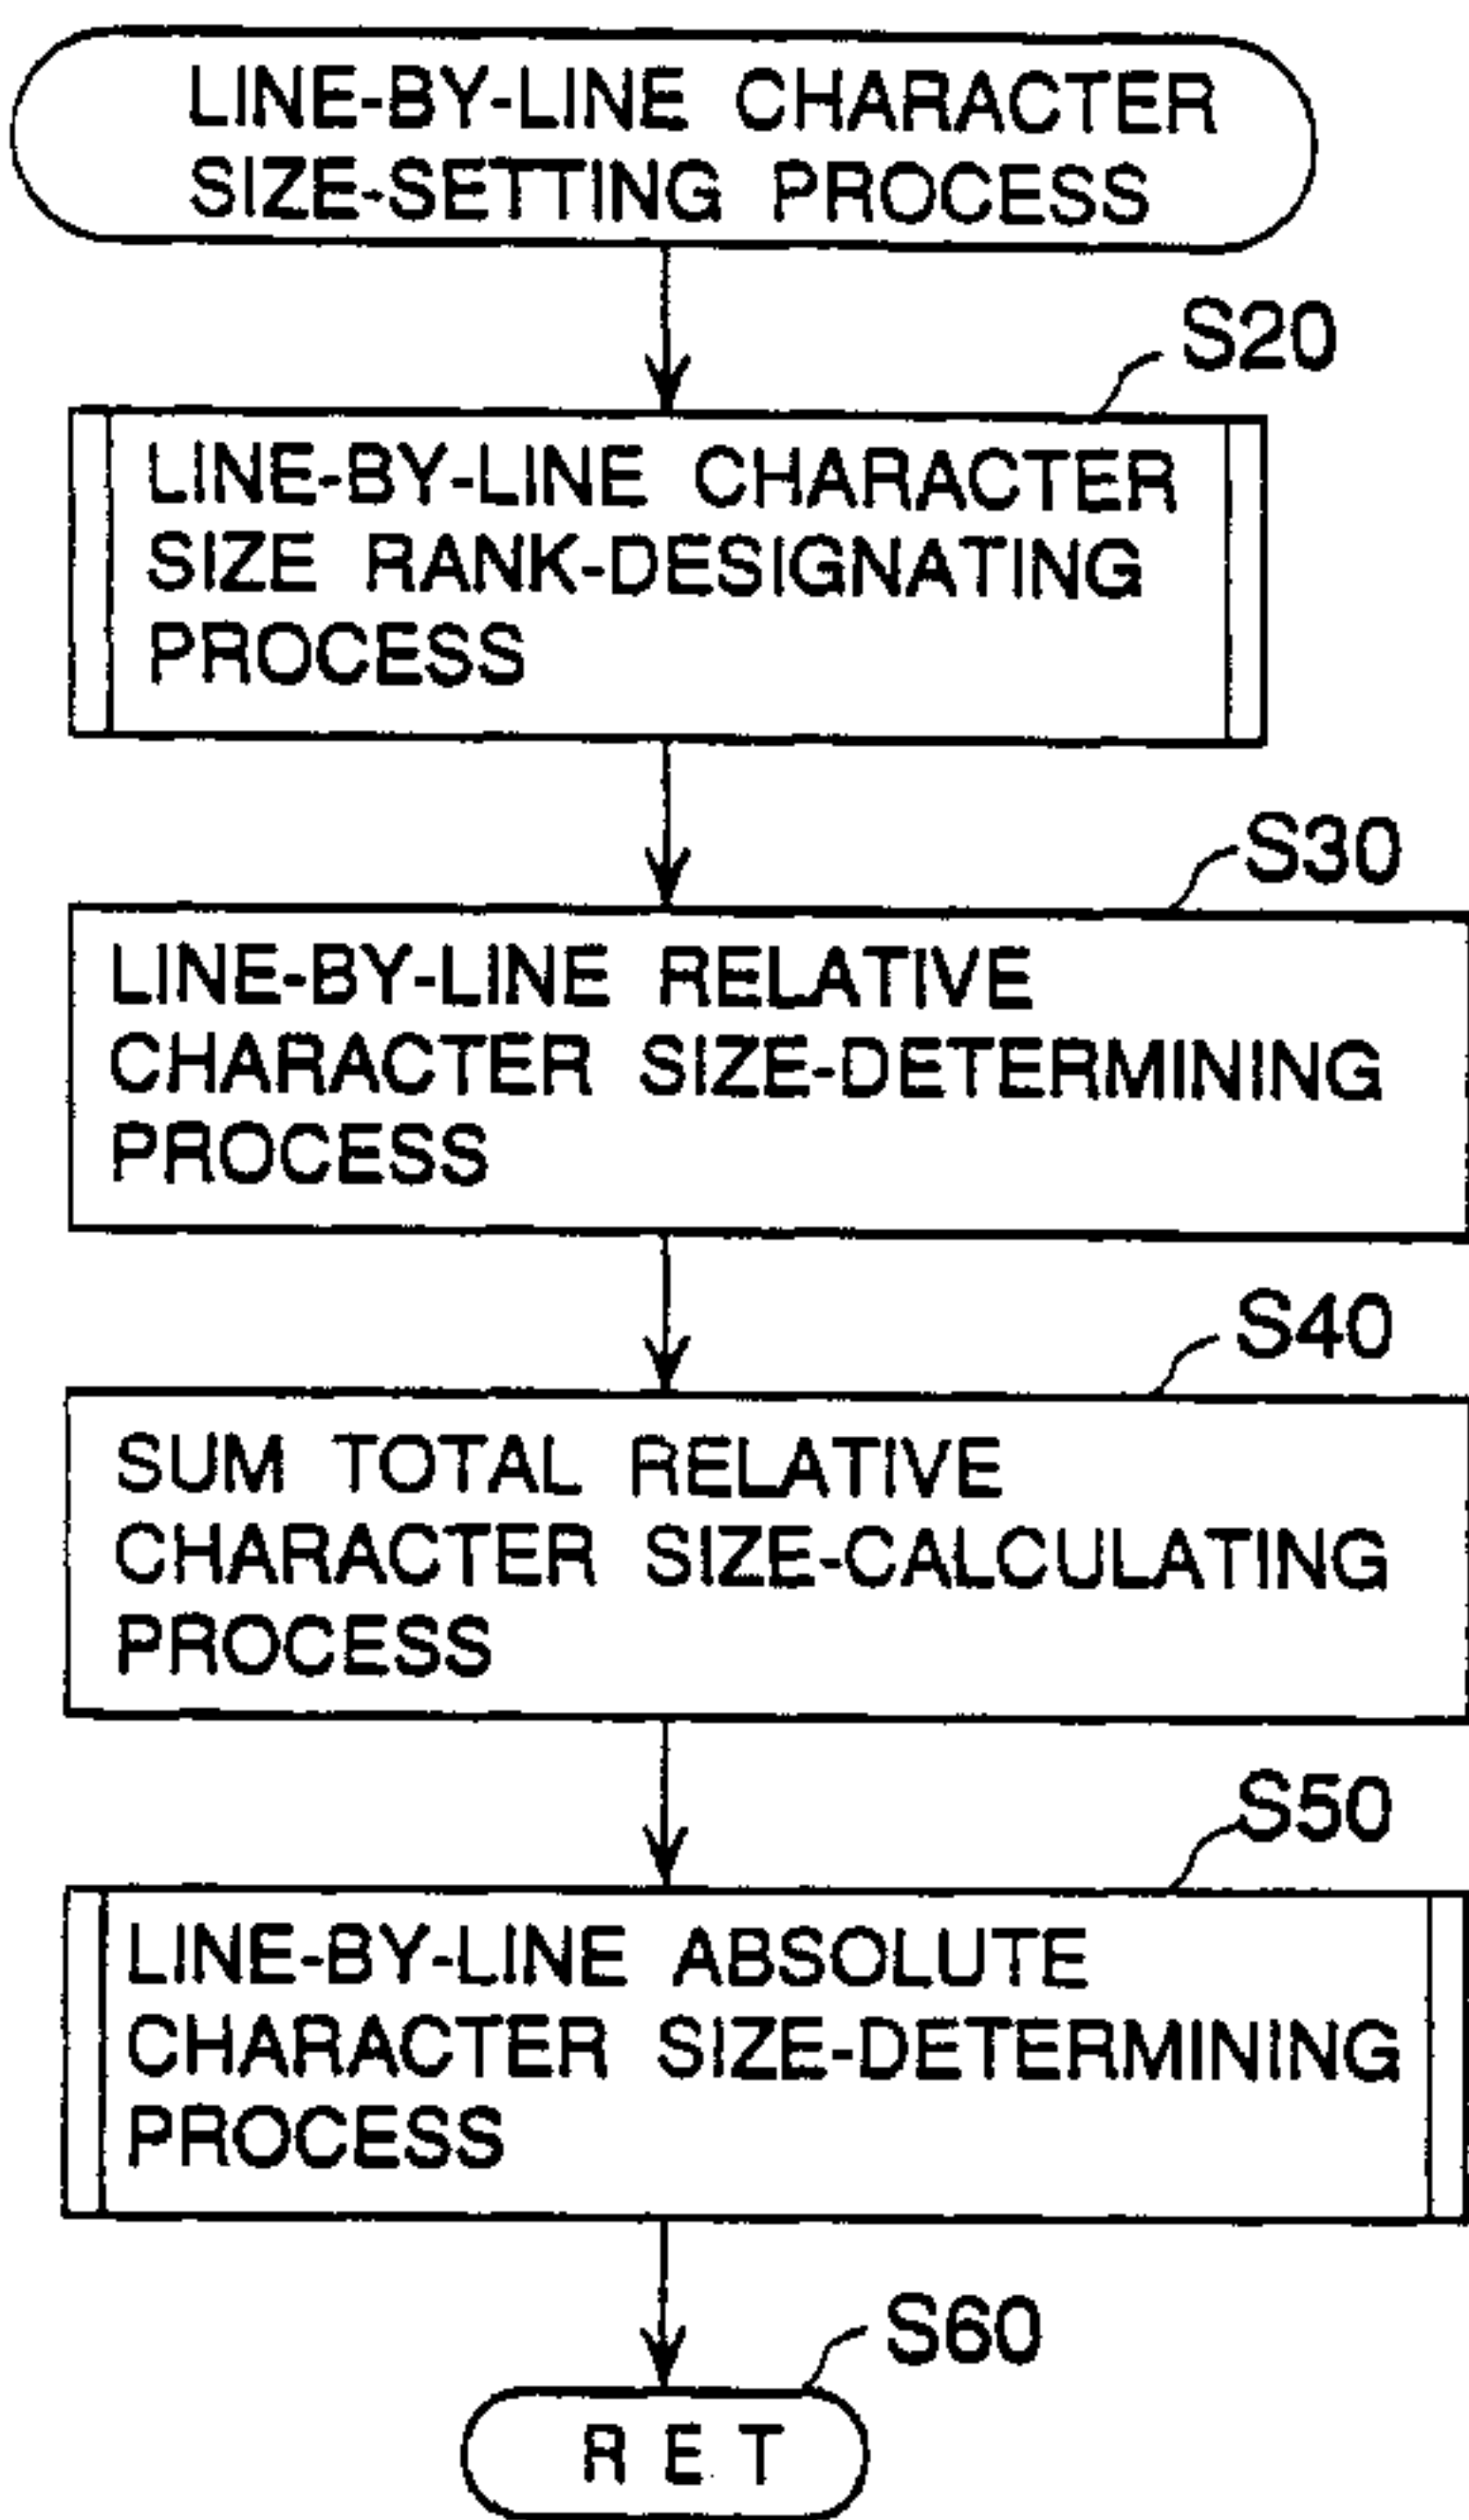 LINE-BY-LINE CHARACTER
SIZE-SETTING PROCESS
S20
LINE-BY-LINE CHARACTER
SIZE RANK-DESIGNATING
PROCESS
S30
LINE-BY-LINE RELATIVE
CHARACTER SIZE-DETERMINING
PROCESS
S40
SUM TOTAL RELATIVE
CHARACTER SIZE-CALCULATING
PROCESS
S50
LINE-BY-LINE ABSOLUTE
CHARACTER SIZE-DETERMINING
PROCESS
S60
RET